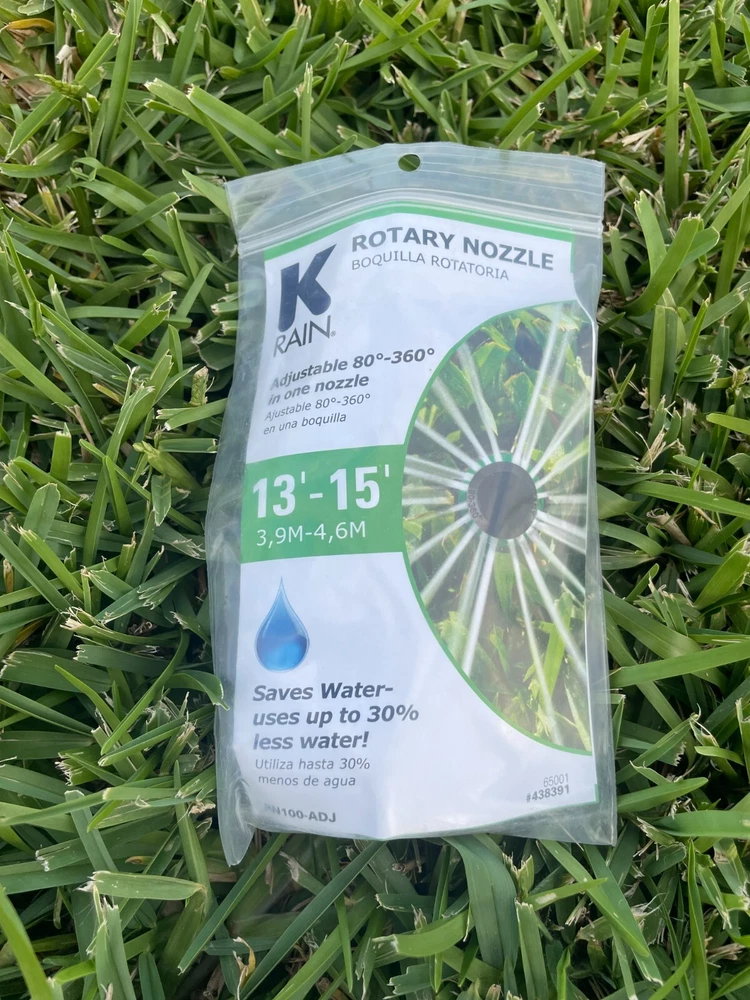 K
RAIN®
ROTARY NOZZLE
BOQUILLA ROTATORIA
Adjustable 80°-360°
in one nozzle
Ajustable 80°-360°
en una boquilla
13'-15'
3,9M-4,6M
Saves Water-
uses up to 30%
less water!
Utiliza hasta 30%
menos de agua
65001
#438391
RN100-ADJ